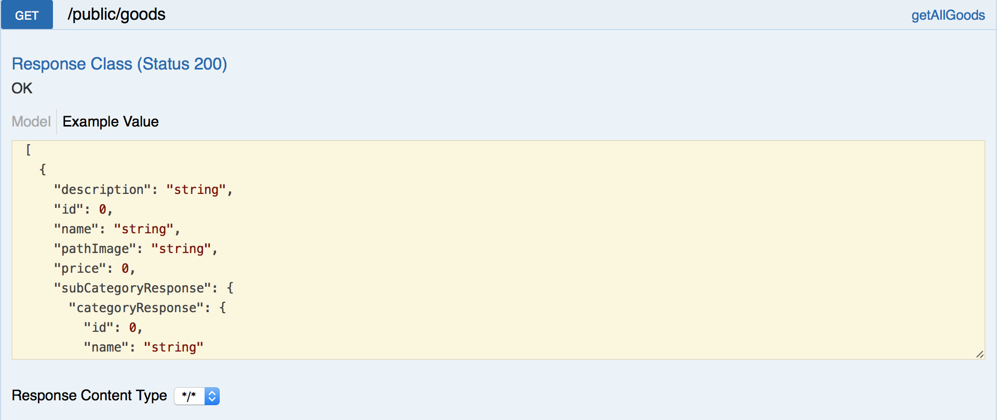 GET /public/goods getAllGoods
Response Class (Status 200)
OK
Model Example Value
[
  {
    "description": "string",
    "id": 0,
    "name": "string",
    "pathImage": "string",
    "price": 0,
    "subCategoryResponse": {
      "categoryResponse": {
        "id": 0,
        "name": "string"
Response Content Type */*